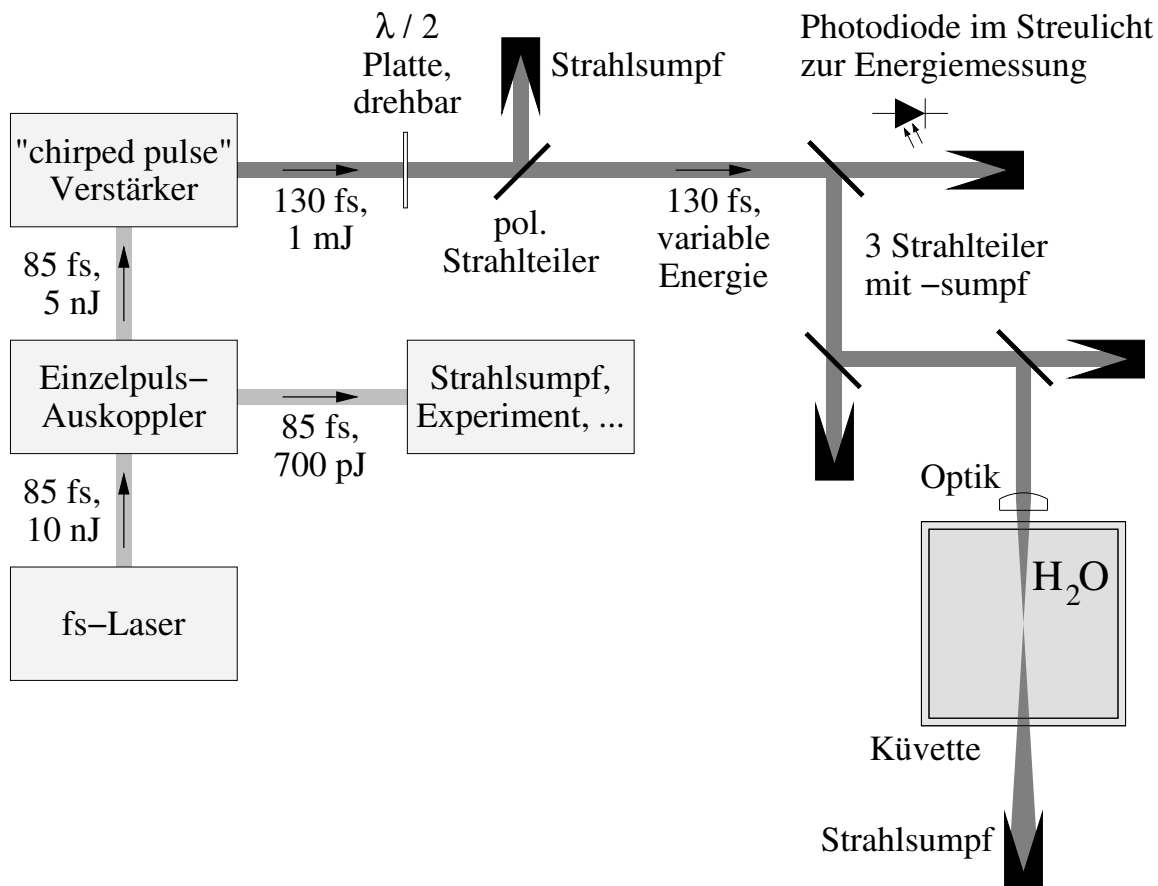 λ / 2
Platte,
drehbar
Strahlsumpf
Photodiode im Streulicht
zur Energiemessung
"chirped pulse"
Verstärker
130 fs,
1 mJ
pol.
Strahlteiler
130 fs,
variable
Energie
3 Strahlteiler
mit −sumpf
85 fs,
5 nJ
Einzelpuls−
Auskoppler
85 fs,
700 pJ
Strahlsumpf,
Experiment, ...
85 fs,
10 nJ
fs−Laser
Optik
H₂O
Küvette
Strahlsumpf